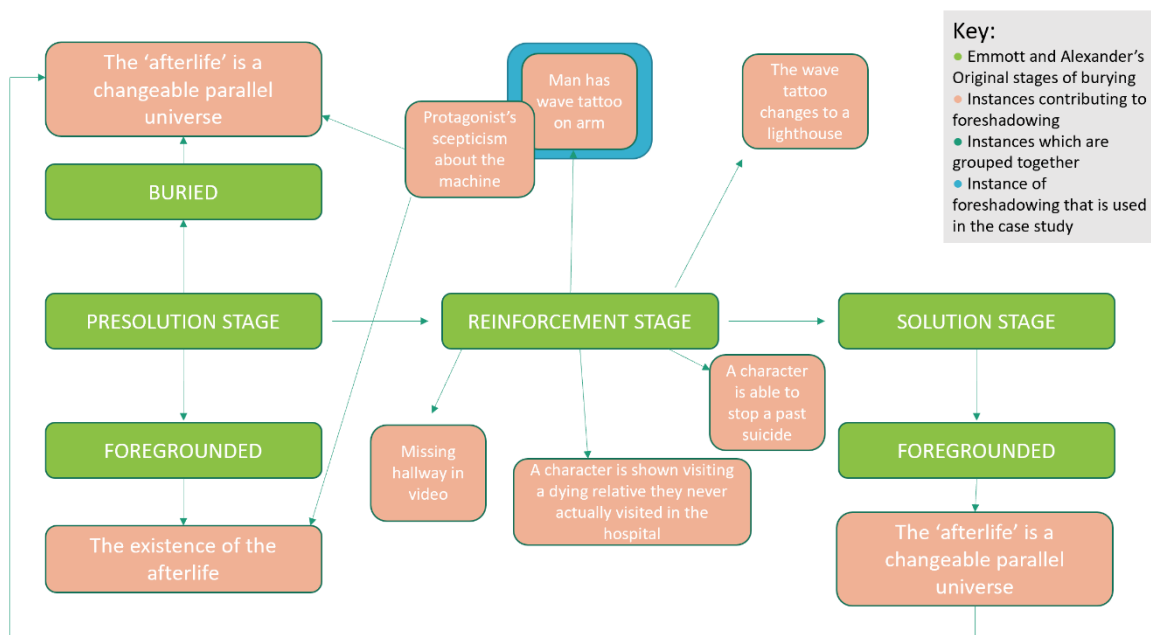 The ‘afterlife’ is a
changeable parallel
universe
BURIED
Protagonist’s
scepticism
about the
machine
Man has
wave tattoo
on arm
The wave
tattoo
changes to a
lighthouse
Key:
● Emmott and Alexander’s
Original stages of burying
● Instances contributing to
foreshadowing
● Instances which are
grouped together
● Instance of
foreshadowing that is used
in the case study
PRESOLUTION STAGE
REINFORCEMENT STAGE
SOLUTION STAGE
FOREGROUNDED
The existence of the
afterlife
Missing
hallway in
video
A character is shown visiting
a dying relative they never
actually visited in the
hospital
A character
is able to
stop a past
suicide
FOREGROUNDED
The ‘afterlife’ is a
changeable parallel
universe